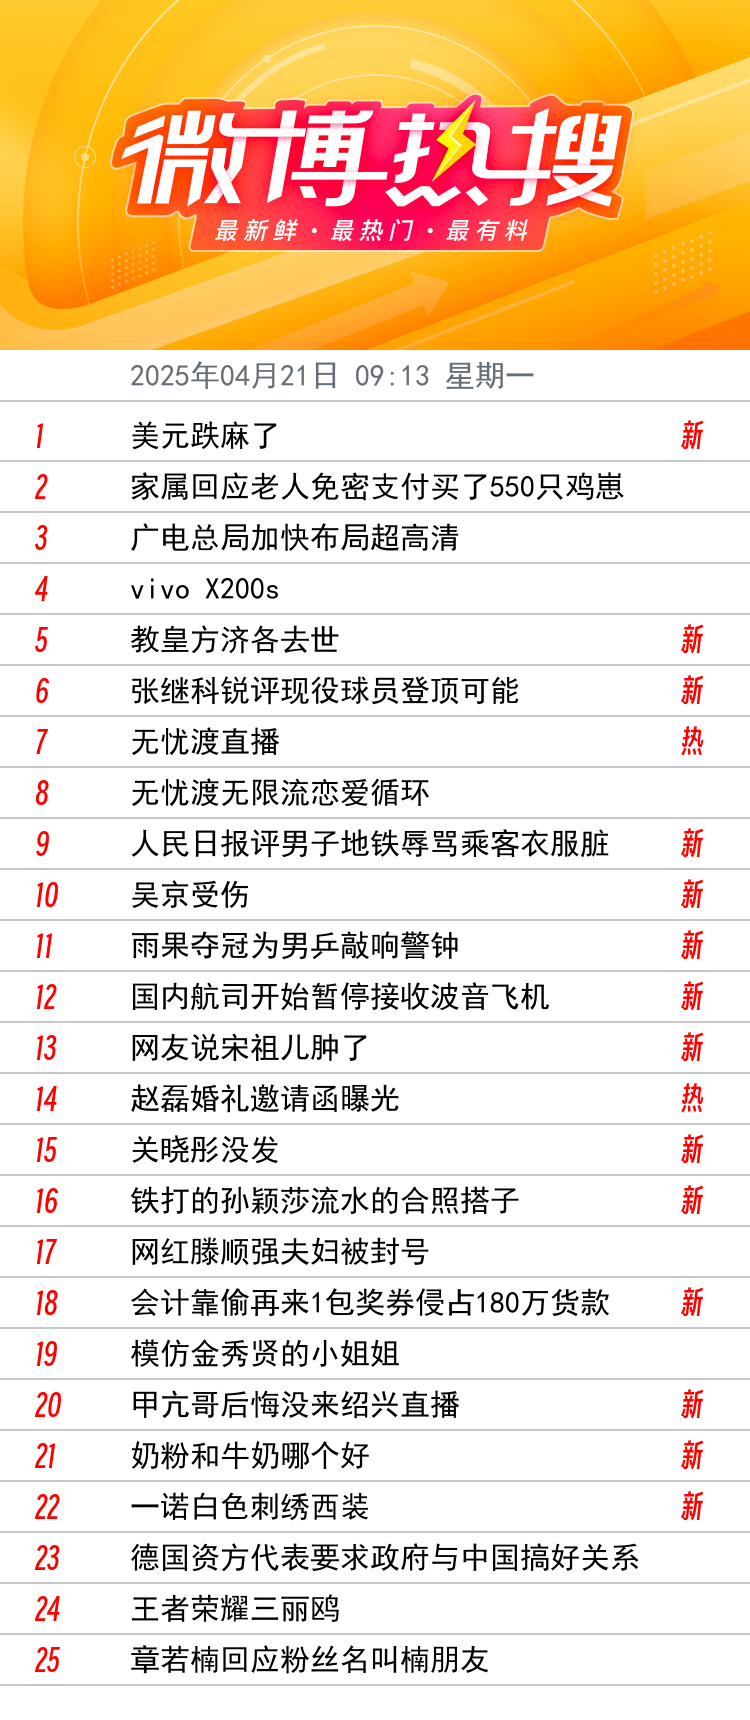 微博热搜
最新鲜·最热门·最有料
2025年04月21日 09:13 星期一
1 美元跌麻了 新
2 家属回应老人免密支付买了550只鸡崽
3 广电总局加快布局超高清
4 vivo X200s
5 教皇方济各去世 新
6 张继科锐评现役球员登顶可能 新
7 无忧渡直播 热
8 无忧渡无限流恋爱循环
9 人民日报评男子地铁辱骂乘客衣服脏 新
10 吴京受伤 新
11 雨果夺冠为男乒敲响警钟 新
12 国内航司开始暂停接收波音飞机 新
13 网友说宋祖儿肿了 新
14 赵磊婚礼邀请函曝光 热
15 关晓彤没发 新
16 铁打的孙颖莎流水的合照搭子 新
17 网红滕顺强夫妇被封号
18 会计靠偷再来1包奖券侵占180万货款 新
19 模仿金秀贤的小姐姐
20 甲亢哥后悔没来绍兴直播 新
21 奶粉和牛奶哪个好 新
22 一诺白色刺绣西装 新
23 德国资方代表要求政府与中国搞好关系
24 王者荣耀三丽鸥
25 章若楠回应粉丝名叫楠朋友